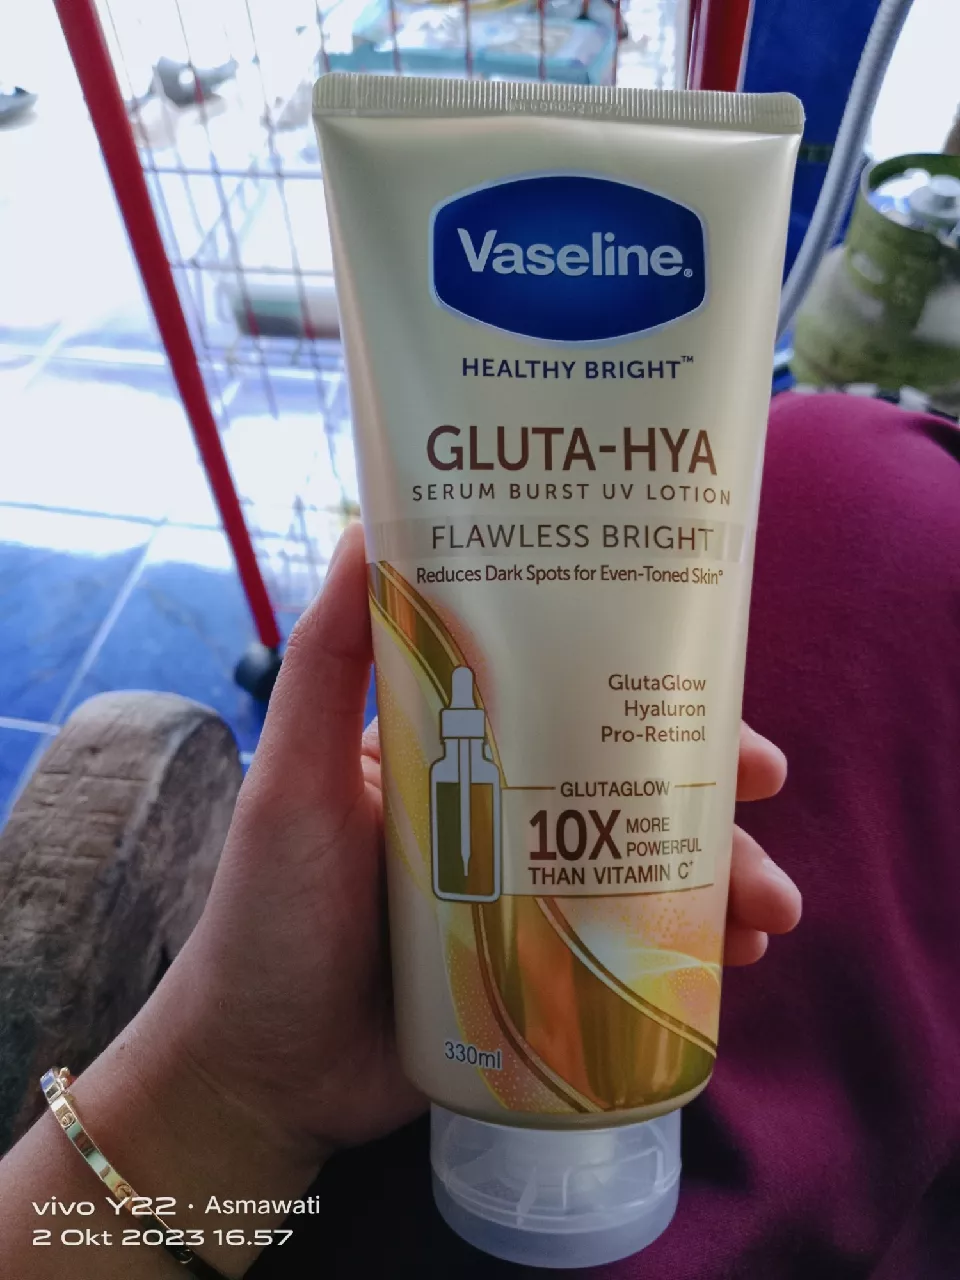 Vaseline®
HEALTHY BRIGHT™
GLUTA-HYA
SERUM BURST UV LOTION
FLAWLESS BRIGHT
Reduces Dark Spots for Even-Toned Skin°
GlutaGlow
Hyaluron
Pro-Retinol
GLUTAGLOW
10X MORE
POWERFUL
THAN VITAMIN C*
330ml
vivo Y22 · Asmawati
2 Okt 2023 16.57